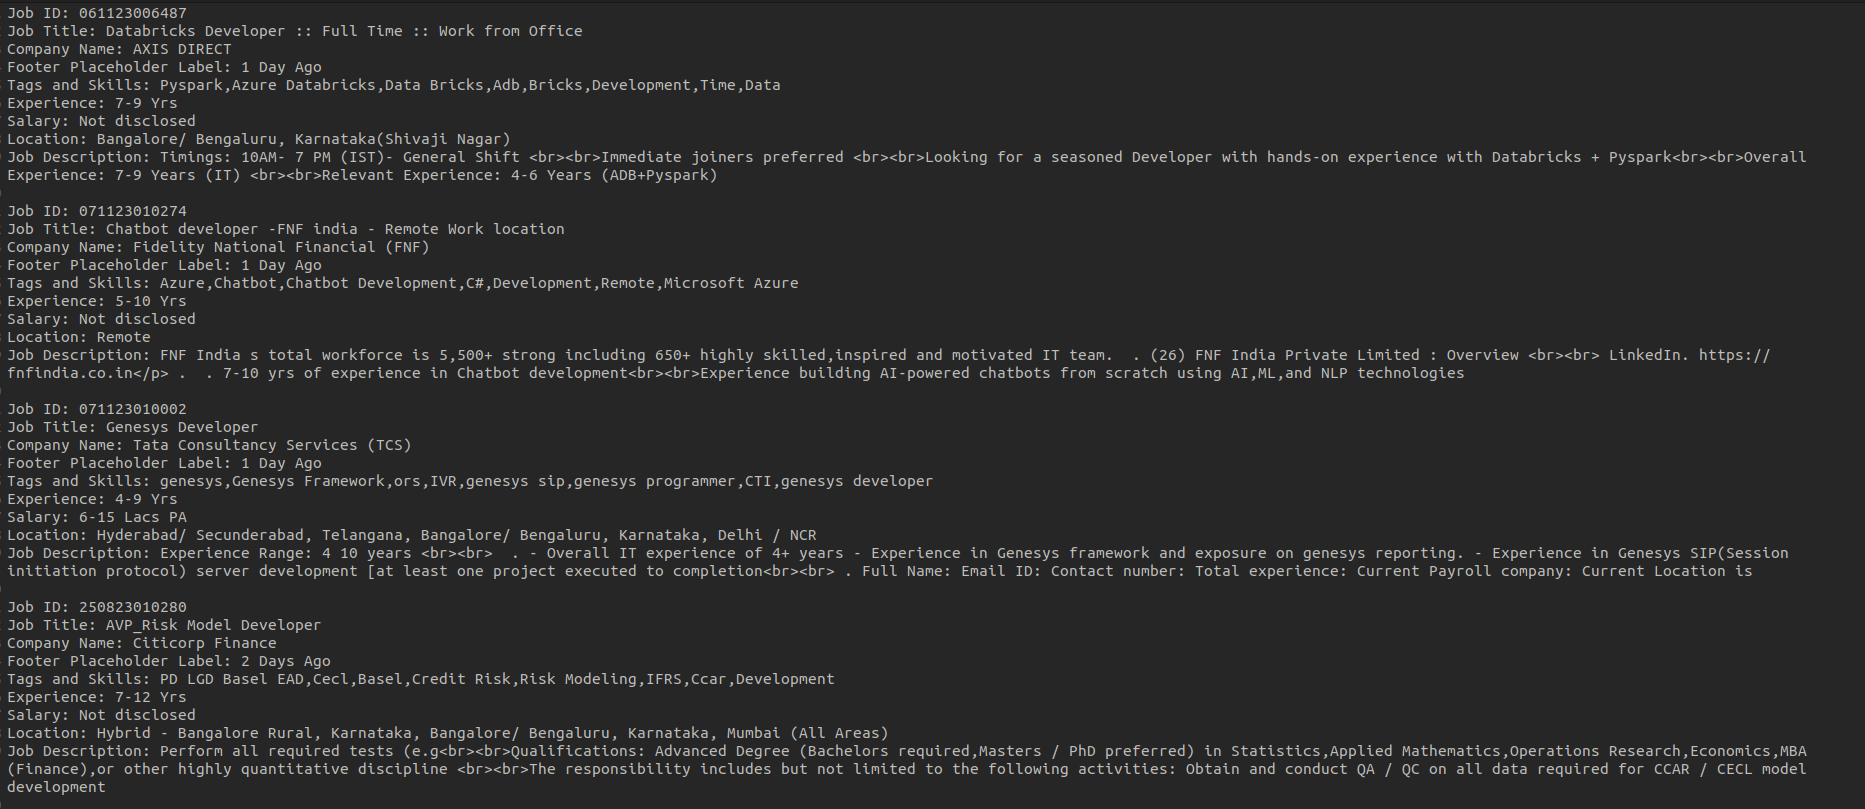 Job ID: 061123006487
Job Title: Databricks Developer :: Full Time :: Work from Office
Company Name: AXIS DIRECT
Footer Placeholder Label: 1 Day Ago
Tags and Skills: Pyspark,Azure Databricks,Data Bricks,Adb,Bricks,Development,Time,Data
Experience: 7-9 Yrs
Salary: Not disclosed
Location: Bangalore/ Bengaluru, Karnataka(Shivaji Nagar)
Job Description: Timings: 10AM- 7 PM (IST)- General Shift <br><br>Immediate joiners preferred <br><br>Looking for a seasoned Developer with hands-on experience with Databricks + Pyspark<br><br>Overall
Experience: 7-9 Years (IT) <br><br>Relevant Experience: 4-6 Years (ADB+Pyspark)
Job ID: 071123010274
Job Title: Chatbot developer -FNF india - Remote Work location
Company Name: Fidelity National Financial (FNF)
Footer Placeholder Label: 1 Day Ago
Tags and Skills: Azure,Chatbot,Chatbot Development,C#,Development,Remote,Microsoft Azure
Experience: 5-10 Yrs
Salary: Not disclosed
Location: Remote
Job Description: FNF India s total workforce is 5,500+ strong including 650+ highly skilled,inspired and motivated IT team.  . (26) FNF India Private Limited : Overview <br><br> LinkedIn. https://
fnfindia.co.in</p> .  . 7-10 yrs of experience in Chatbot development<br><br>Experience building AI-powered chatbots from scratch using AI,ML,and NLP technologies
Job ID: 071123010002
Job Title: Genesys Developer
Company Name: Tata Consultancy Services (TCS)
Footer Placeholder Label: 1 Day Ago
Tags and Skills: genesys,Genesys Framework,ors,IVR,genesys sip,genesys programmer,CTI,genesys developer
Experience: 4-9 Yrs
Salary: 6-15 Lacs PA
Location: Hyderabad/ Secunderabad, Telangana, Bangalore/ Bengaluru, Karnataka, Delhi / NCR
Job Description: Experience Range: 4 10 years <br><br>  . - Overall IT experience of 4+ years - Experience in Genesys framework and exposure on genesys reporting. - Experience in Genesys SIP(Session
initiation protocol) server development [at least one project executed to completion<br><br> . Full Name: Email ID: Contact number: Total experience: Current Payroll company: Current Location is
Job ID: 250823010280
Job Title: AVP_Risk Model Developer
Company Name: Citicorp Finance
Footer Placeholder Label: 2 Days Ago
Tags and Skills: PD LGD Basel EAD,Cecl,Basel,Credit Risk,Risk Modeling,IFRS,Ccar,Development
Experience: 7-12 Yrs
Salary: Not disclosed
Location: Hybrid - Bangalore Rural, Karnataka, Bangalore/ Bengaluru, Karnataka, Mumbai (All Areas)
Job Description: Perform all required tests (e.g<br><br>Qualifications: Advanced Degree (Bachelors required,Masters / PhD preferred) in Statistics,Applied Mathematics,Operations Research,Economics,MBA
(Finance),or other highly quantitative discipline <br><br>The responsibility includes but not limited to the following activities: Obtain and conduct QA / QC on all data required for CCAR / CECL model
development